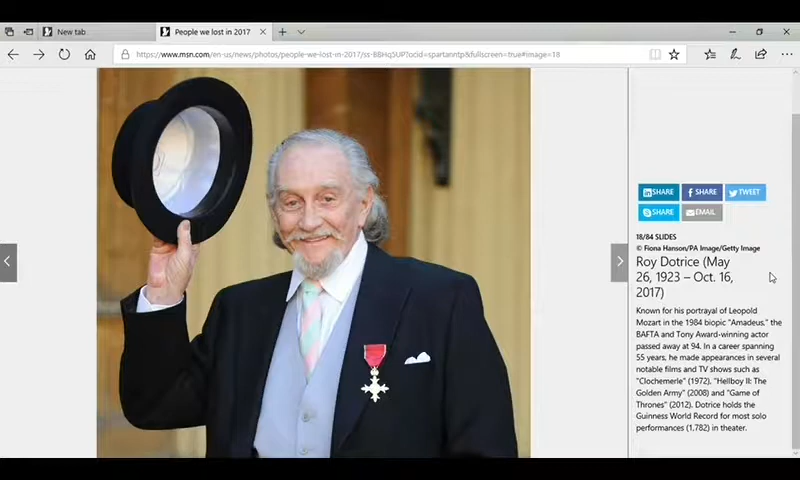 New tab
People we lost in 2017
https://www.msn.com/en-us/news/photos/people-we-lost-in-2017/ss-BBHq5UP?ocid=spartanntp&fullscreen=true#image=18
in SHARE
f SHARE
TWEET
SHARE
EMAIL
18/84 SLIDES
© Fiona Hanson/PA Image/Getty Image
Roy Dotrice (May
26, 1923 – Oct. 16,
2017)
Known for his portrayal of Leopold
Mozart in the 1984 biopic "Amadeus," the
BAFTA and Tony Award-winning actor
passed away at 94. In a career spanning
55 years, he made appearances in several
notable films and TV shows such as
"Clochemerle" (1972), "Hellboy II: The
Golden Army" (2008) and "Game of
Thrones" (2012). Dotrice holds the
Guinness World Record for most solo
performances (1,782) in theater.